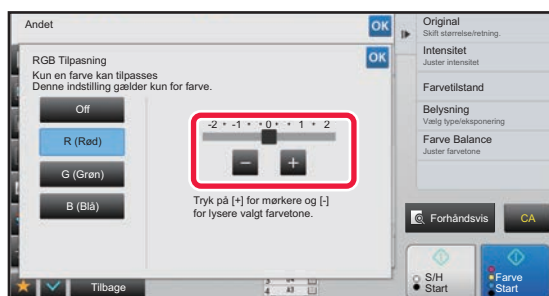 Andet
OK
RGB Tilpasning
OK
Kun en farve kan tilpasses
Denne indstilling gælder kun for farve.
Off
R (Rød)
G (Grøn)
B (Blå)
-2 • -1 • • 0 • • 1 • 2
− +
Tryk på [+] for mørkere og [-]
for lysere valgt farvetone.
Tilbage
Original
Skift størrelse/retning.
Intensitet
Juster intensitet
Farvetilstand
Belysning
Vælg type/eksponering
Farve Balance
Juster farvetone
Forhåndsvis
CA
S/H
Start
Farve
Start
4 A3